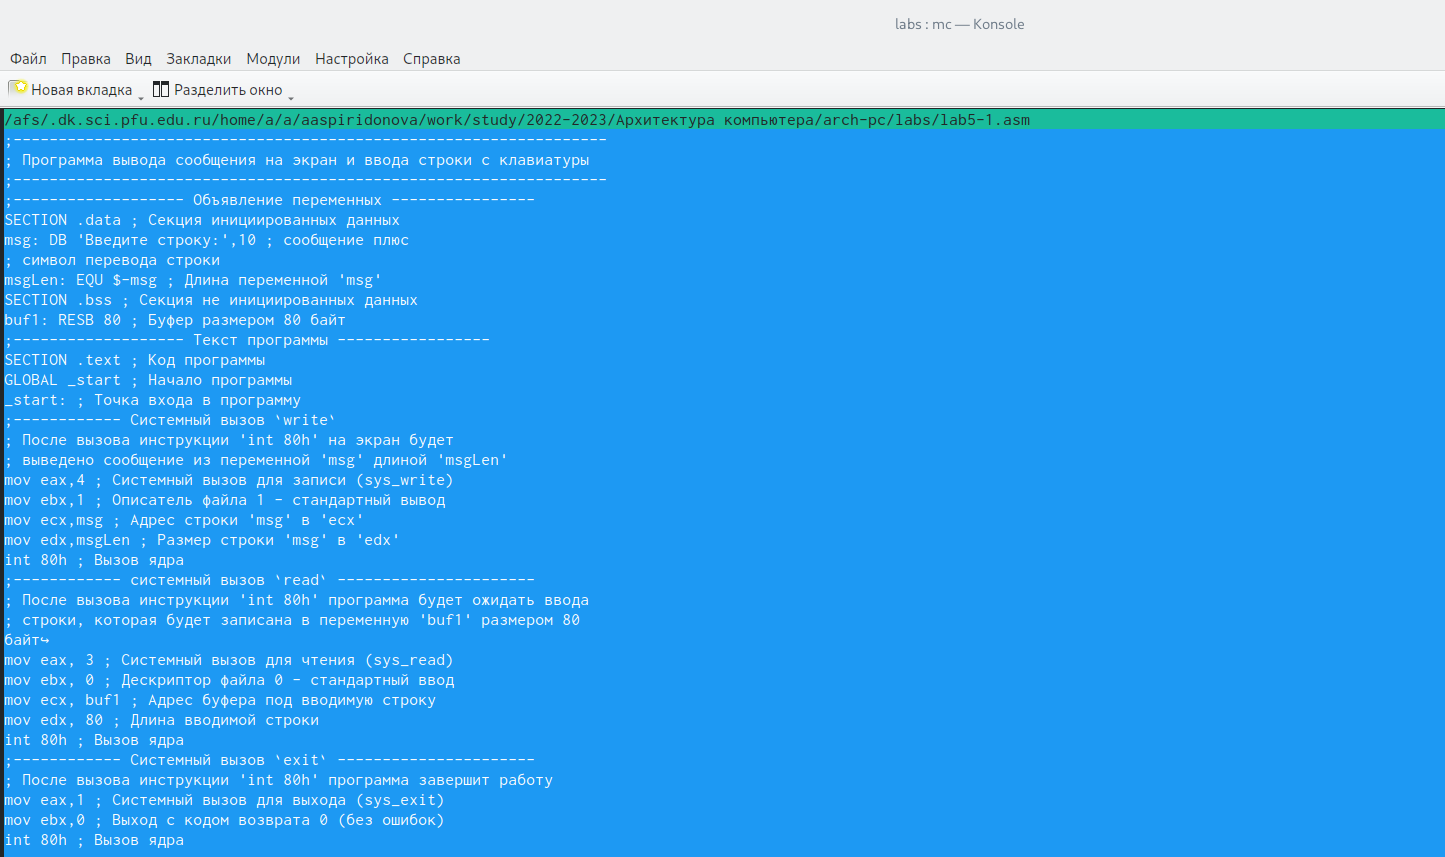 labs : mc — Konsole
Файл Правка Вид Закладки Модули Настройка Справка
Новая вкладка Разделить окно
/afs/.dk.sci.pfu.edu.ru/home/a/a/aaspiridonova/work/study/2022-2023/Архитектура компьютера/arch-pc/labs/lab5-1.asm
;------------------------------------------------------------------
; Программа вывода сообщения на экран и ввода строки с клавиатуры
;------------------------------------------------------------------
;------------------- Объявление переменных ----------------
SECTION .data ; Секция инициированных данных
msg: DB 'Введите строку:',10 ; сообщение плюс
; символ перевода строки
msgLen: EQU $-msg ; Длина переменной 'msg'
SECTION .bss ; Секция не инициированных данных
buf1: RESB 80 ; Буфер размером 80 байт
;------------------- Текст программы -----------------
SECTION .text ; Код программы
GLOBAL _start ; Начало программы
_start: ; Точка входа в программу
;------------ Системный вызов `write`
; После вызова инструкции 'int 80h' на экран будет
; выведено сообщение из переменной 'msg' длиной 'msgLen'
mov eax,4 ; Системный вызов для записи (sys_write)
mov ebx,1 ; Описатель файла 1 - стандартный вывод
mov ecx,msg ; Адрес строки 'msg' в 'ecx'
mov edx,msgLen ; Размер строки 'msg' в 'edx'
int 80h ; Вызов ядра
;------------ системный вызов `read` ----------------------
; После вызова инструкции 'int 80h' программа будет ожидать ввода
; строки, которая будет записана в переменную 'buf1' размером 80
байт↪
mov eax, 3 ; Системный вызов для чтения (sys_read)
mov ebx, 0 ; Дескриптор файла 0 - стандартный ввод
mov ecx, buf1 ; Адрес буфера под вводимую строку
mov edx, 80 ; Длина вводимой строки
int 80h ; Вызов ядра
;------------ Системный вызов `exit` ----------------------
; После вызова инструкции 'int 80h' программа завершит работу
mov eax,1 ; Системный вызов для выхода (sys_exit)
mov ebx,0 ; Выход с кодом возврата 0 (без ошибок)
int 80h ; Вызов ядра